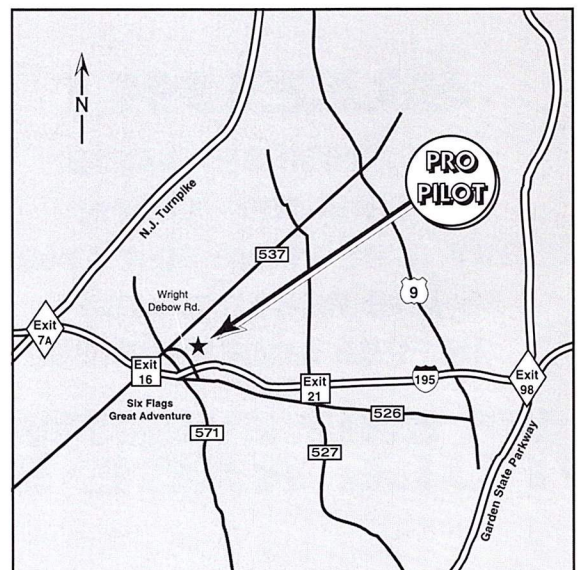 N
N.J. Turnpike
PRO
PILOT
537
Wright
Debow Rd.
9
Exit
7A
Exit
16
Six Flags
Great Adventure
Exit
21
195
Exit
98
526
571
527
Garden State Parkway